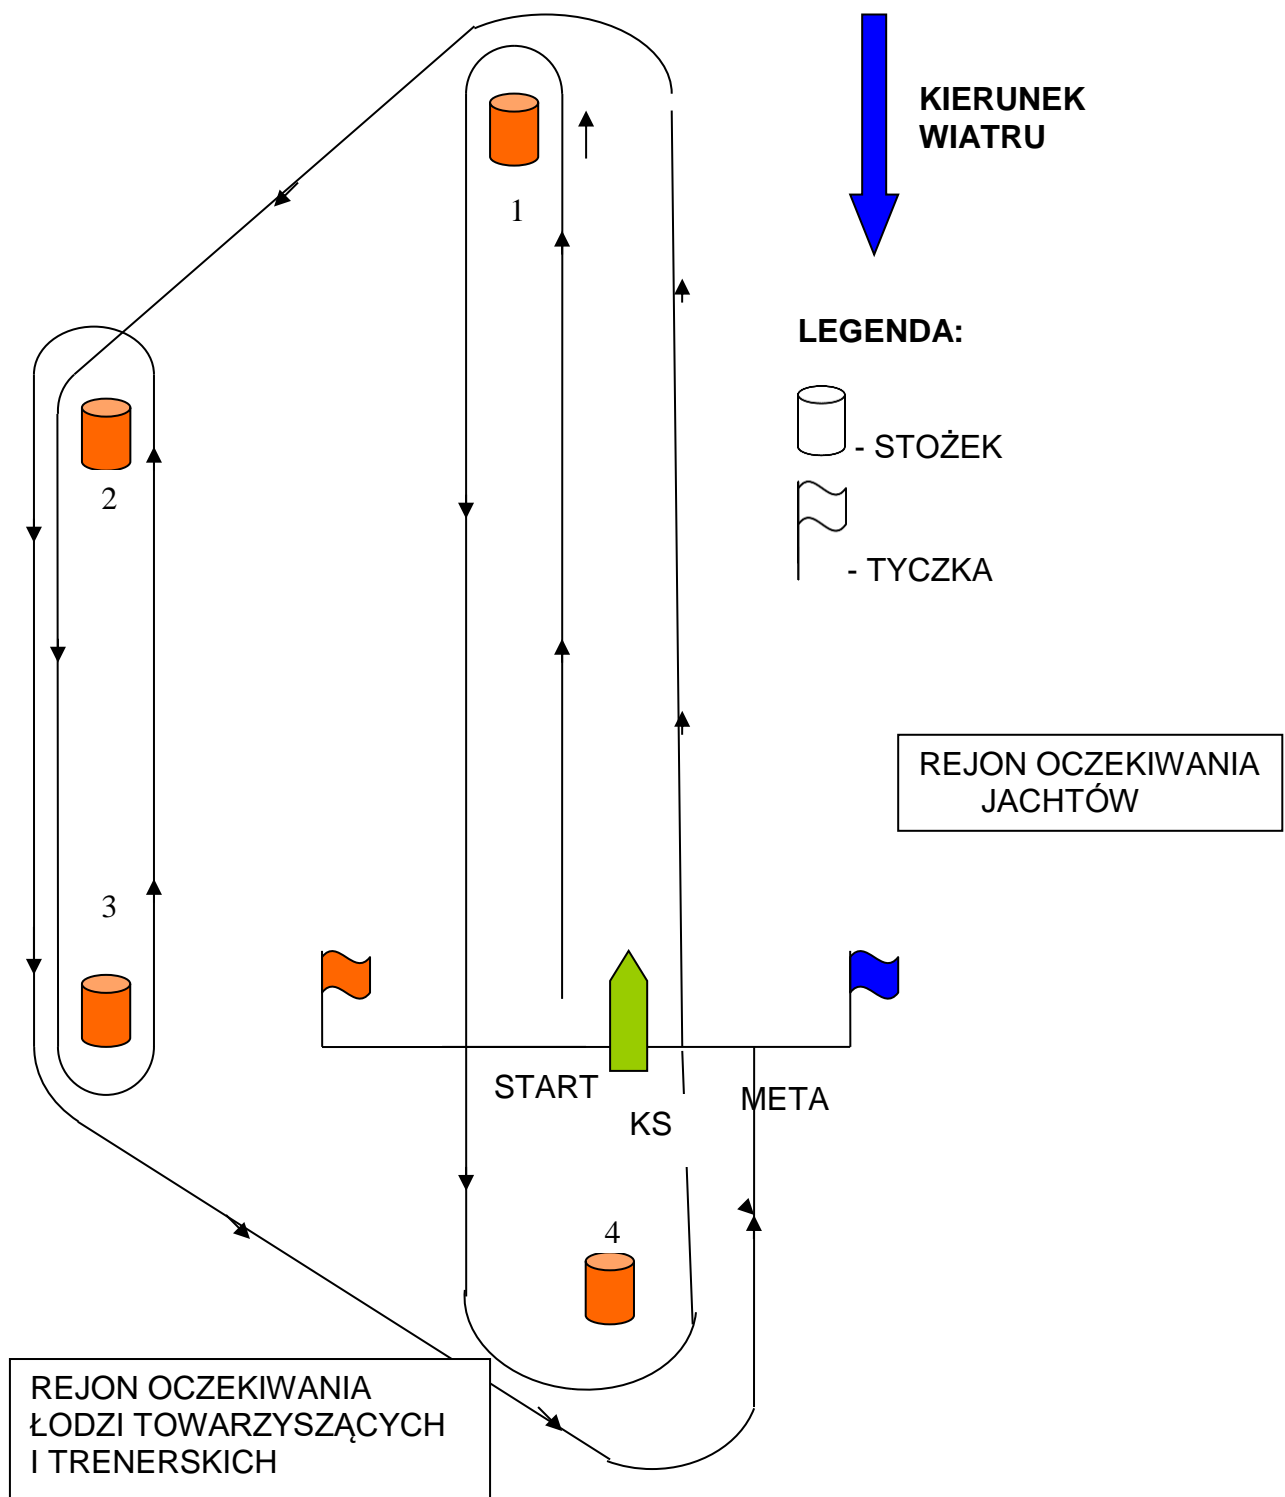 KIERUNEK
WIATRU
1
LEGENDA:
- STOŻEK
2
- TYCZKA
REJON OCZEKIWANIA
JACHTÓW
3
START
META
KS
4
REJON OCZEKIWANIA
ŁODZI TOWARZYSZĄCYCH
I TRENERSKICH